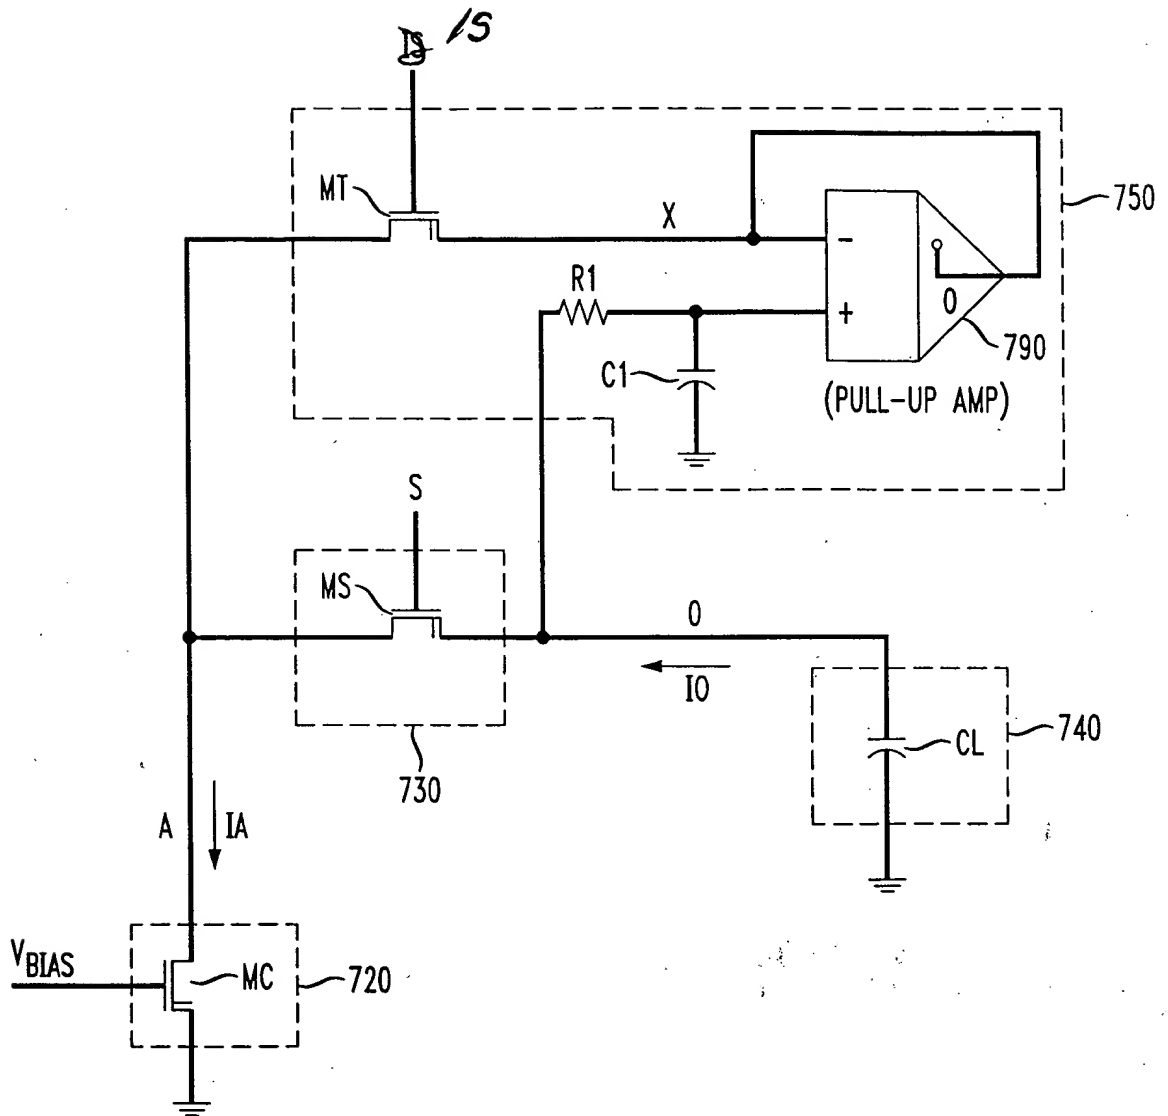 /S
MT
X
750
-
R1
+
O
790
C1
(PULL-UP AMP)
S
MS
O
IO
740
CL
730
A
IA
VBIAS
MC
720